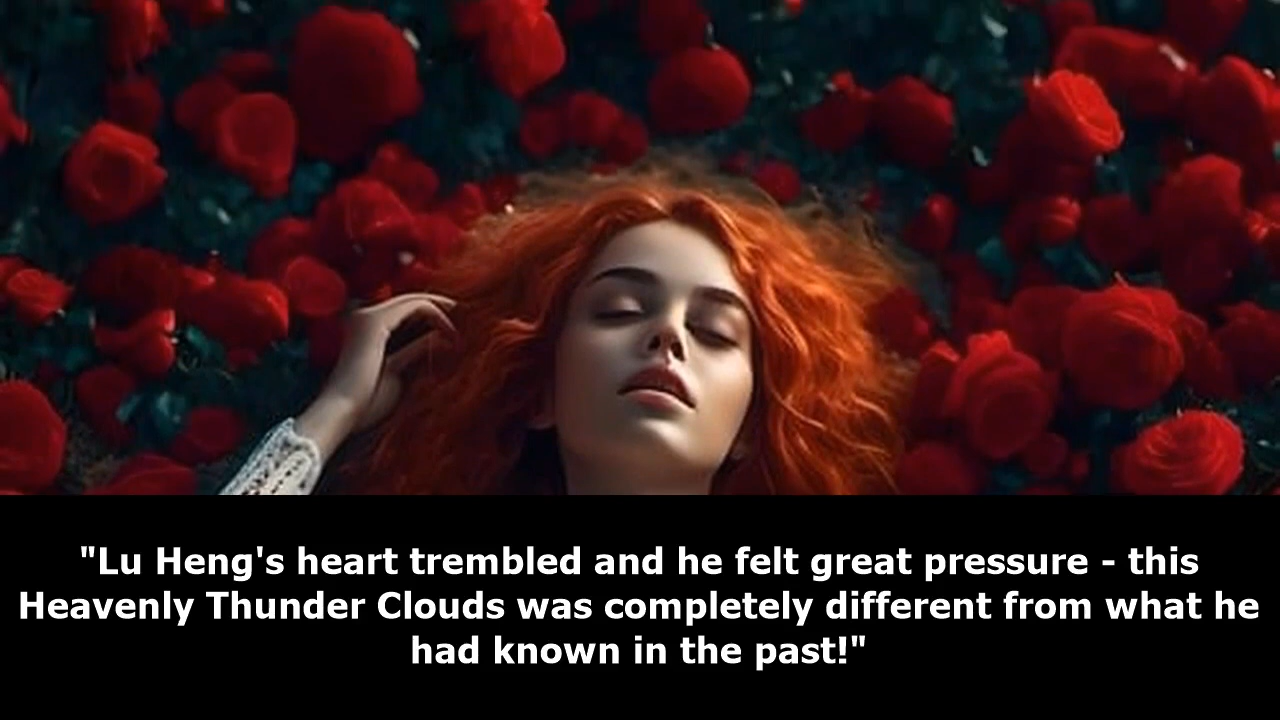 "Lu Heng's heart trembled and he felt great pressure - this
Heavenly Thunder Clouds was completely different from what he
had known in the past!"